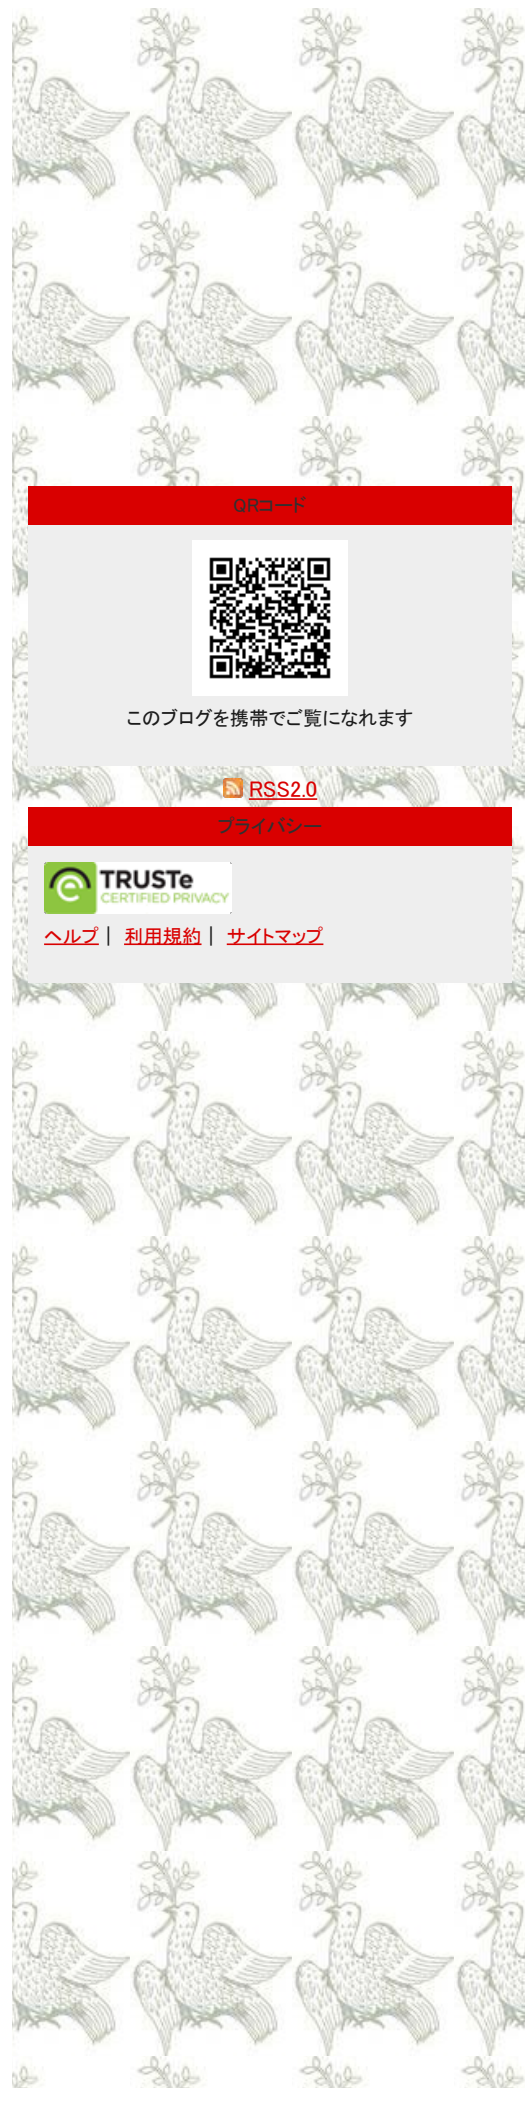 QRコード
このブログを携帯でご覧になれます
RSS2.0
プライバシー
TRUSTe
CERTIFIED PRIVACY
ヘルプ | 利用規約 | サイトマップ